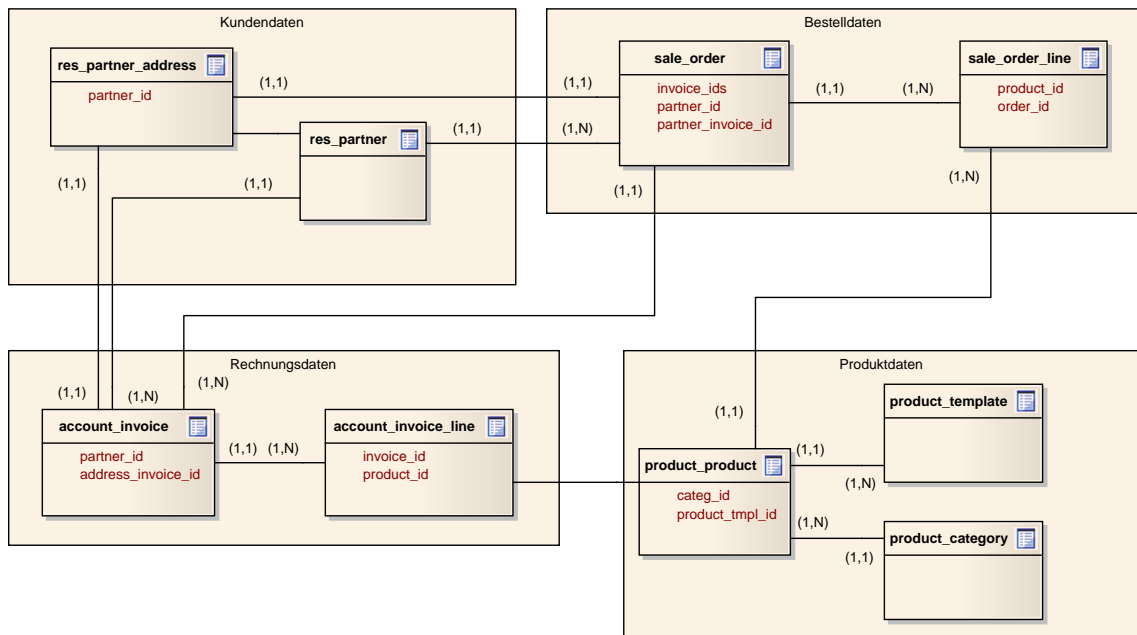 Kundendaten
res_partner_address
partner_id
(1,1)
res_partner
(1,1)
(1,1)
(1,1)
Bestelldaten
sale_order
invoice_ids
partner_id
partner_invoice_id
(1,1)
(1,N)
(1,1)
(1,1)
(1,N)
sale_order_line
product_id
order_id
(1,N)
Rechnungsdaten
(1,1)
(1,N)
(1,N)
account_invoice
partner_id
address_invoice_id
(1,1)
(1,N)
account_invoice_line
invoice_id
product_id
Produktdaten
(1,1)
product_product
categ_id
product_tmpl_id
(1,1)
(1,N)
product_template
(1,N)
(1,1)
product_category